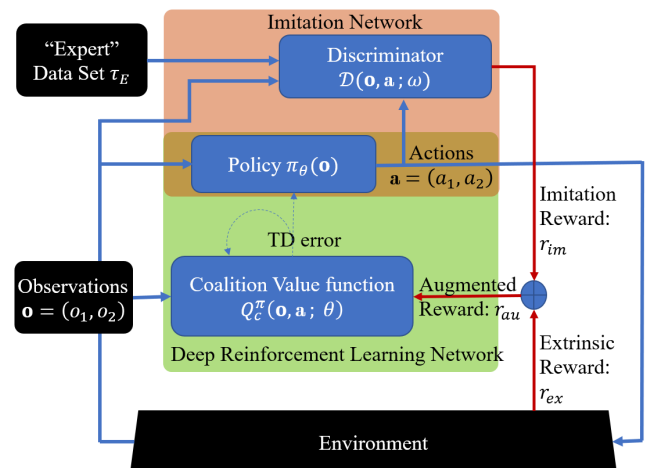 Imitation Network
“Expert”
Data Set τ_E
Discriminator
𝒟(𝐨, 𝐚 ; ω)
Policy π_θ(𝐨)
Actions
𝐚 = (a_1, a_2)
Imitation
Reward:
r_im
TD error
Observations
𝐨 = (o_1, o_2)
Coalition Value function
Q_c^𝛑(𝐨, 𝐚 ; θ)
Augmented
Reward: r_au
Extrinsic
Reward:
r_ex
Deep Reinforcement Learning Network
Environment